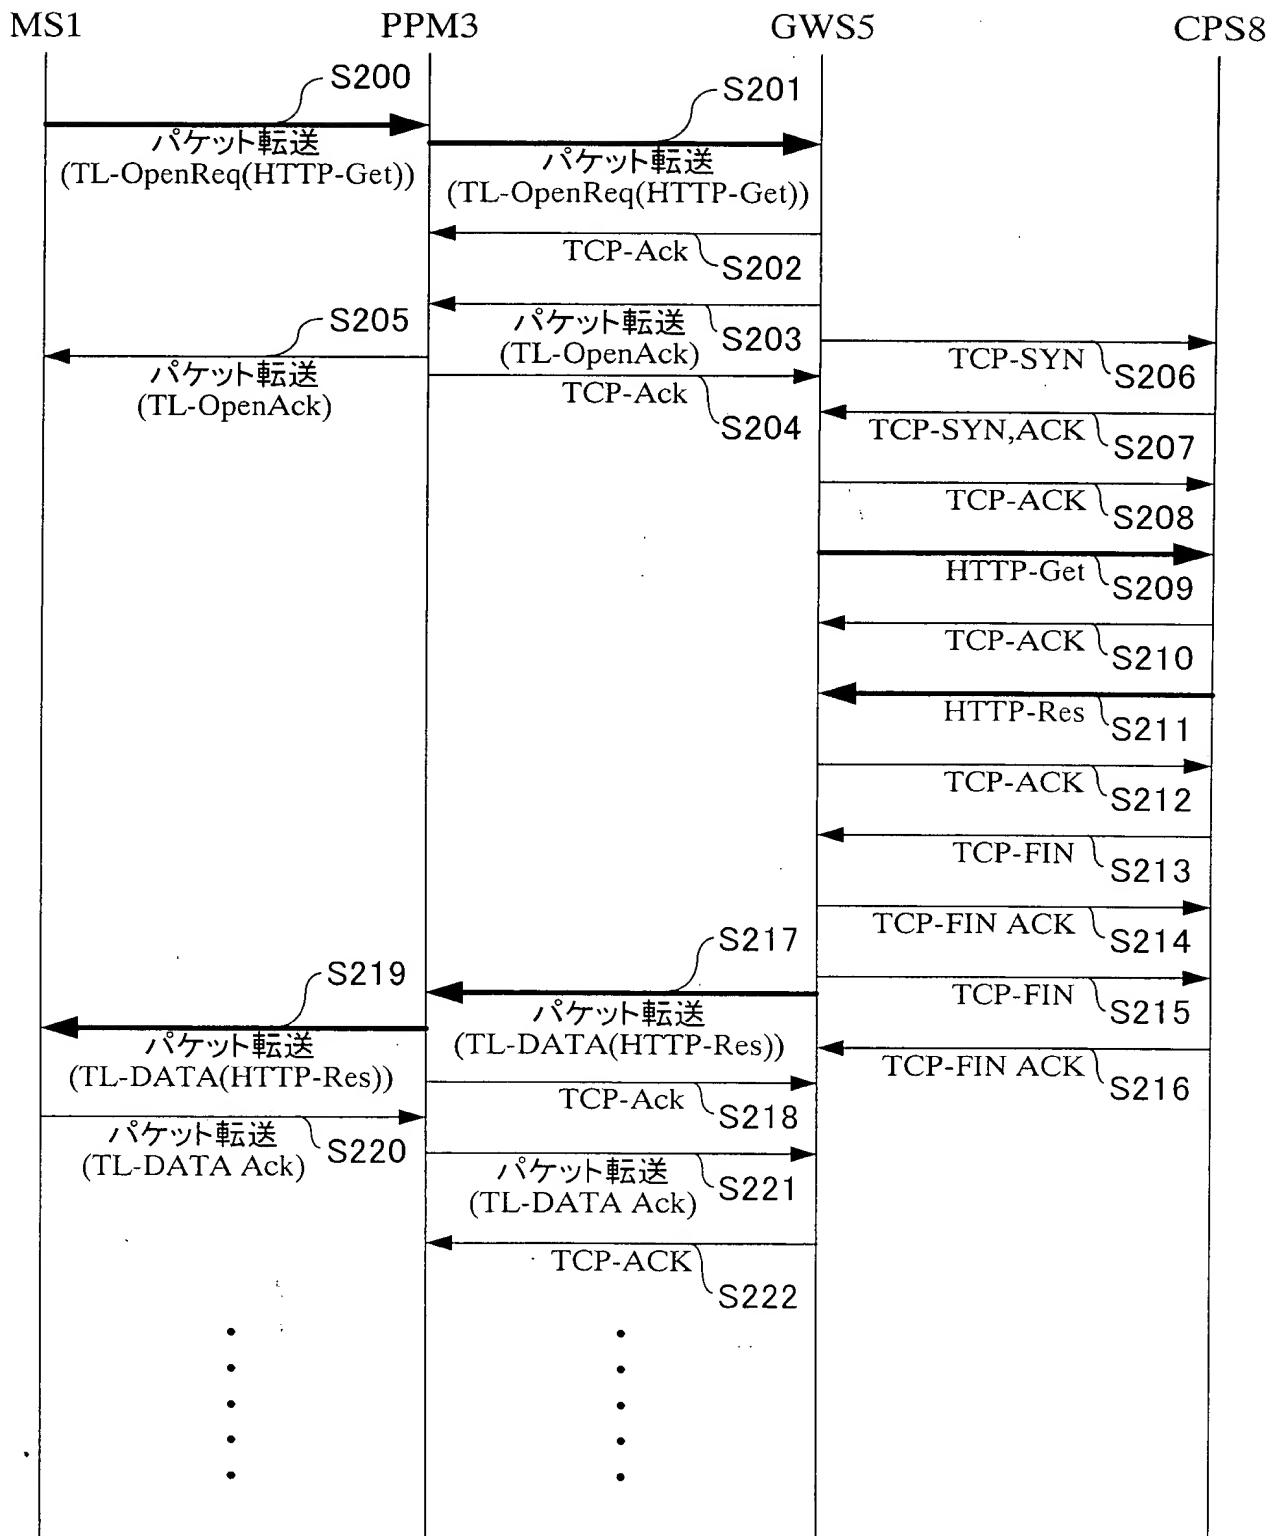 MS1
PPM3
GWS5
CPS8
S200
S201
パケット転送
(TL-OpenReq(HTTP-Get))
パケット転送
(TL-OpenReq(HTTP-Get))
TCP-Ack
S202
S205
パケット転送
(TL-OpenAck)
S203
パケット転送
(TL-OpenAck)
TCP-SYN
S206
TCP-Ack
S204
TCP-SYN,ACK
S207
TCP-ACK
S208
HTTP-Get
S209
TCP-ACK
S210
HTTP-Res
S211
TCP-ACK
S212
TCP-FIN
S213
TCP-FIN ACK
S214
S217
S219
TCP-FIN
S215
パケット転送
(TL-DATA(HTTP-Res))
パケット転送
(TL-DATA(HTTP-Res))
TCP-FIN ACK
S216
TCP-Ack
S218
パケット転送
(TL-DATA Ack)
S220
パケット転送
(TL-DATA Ack)
S221
TCP-ACK
S222